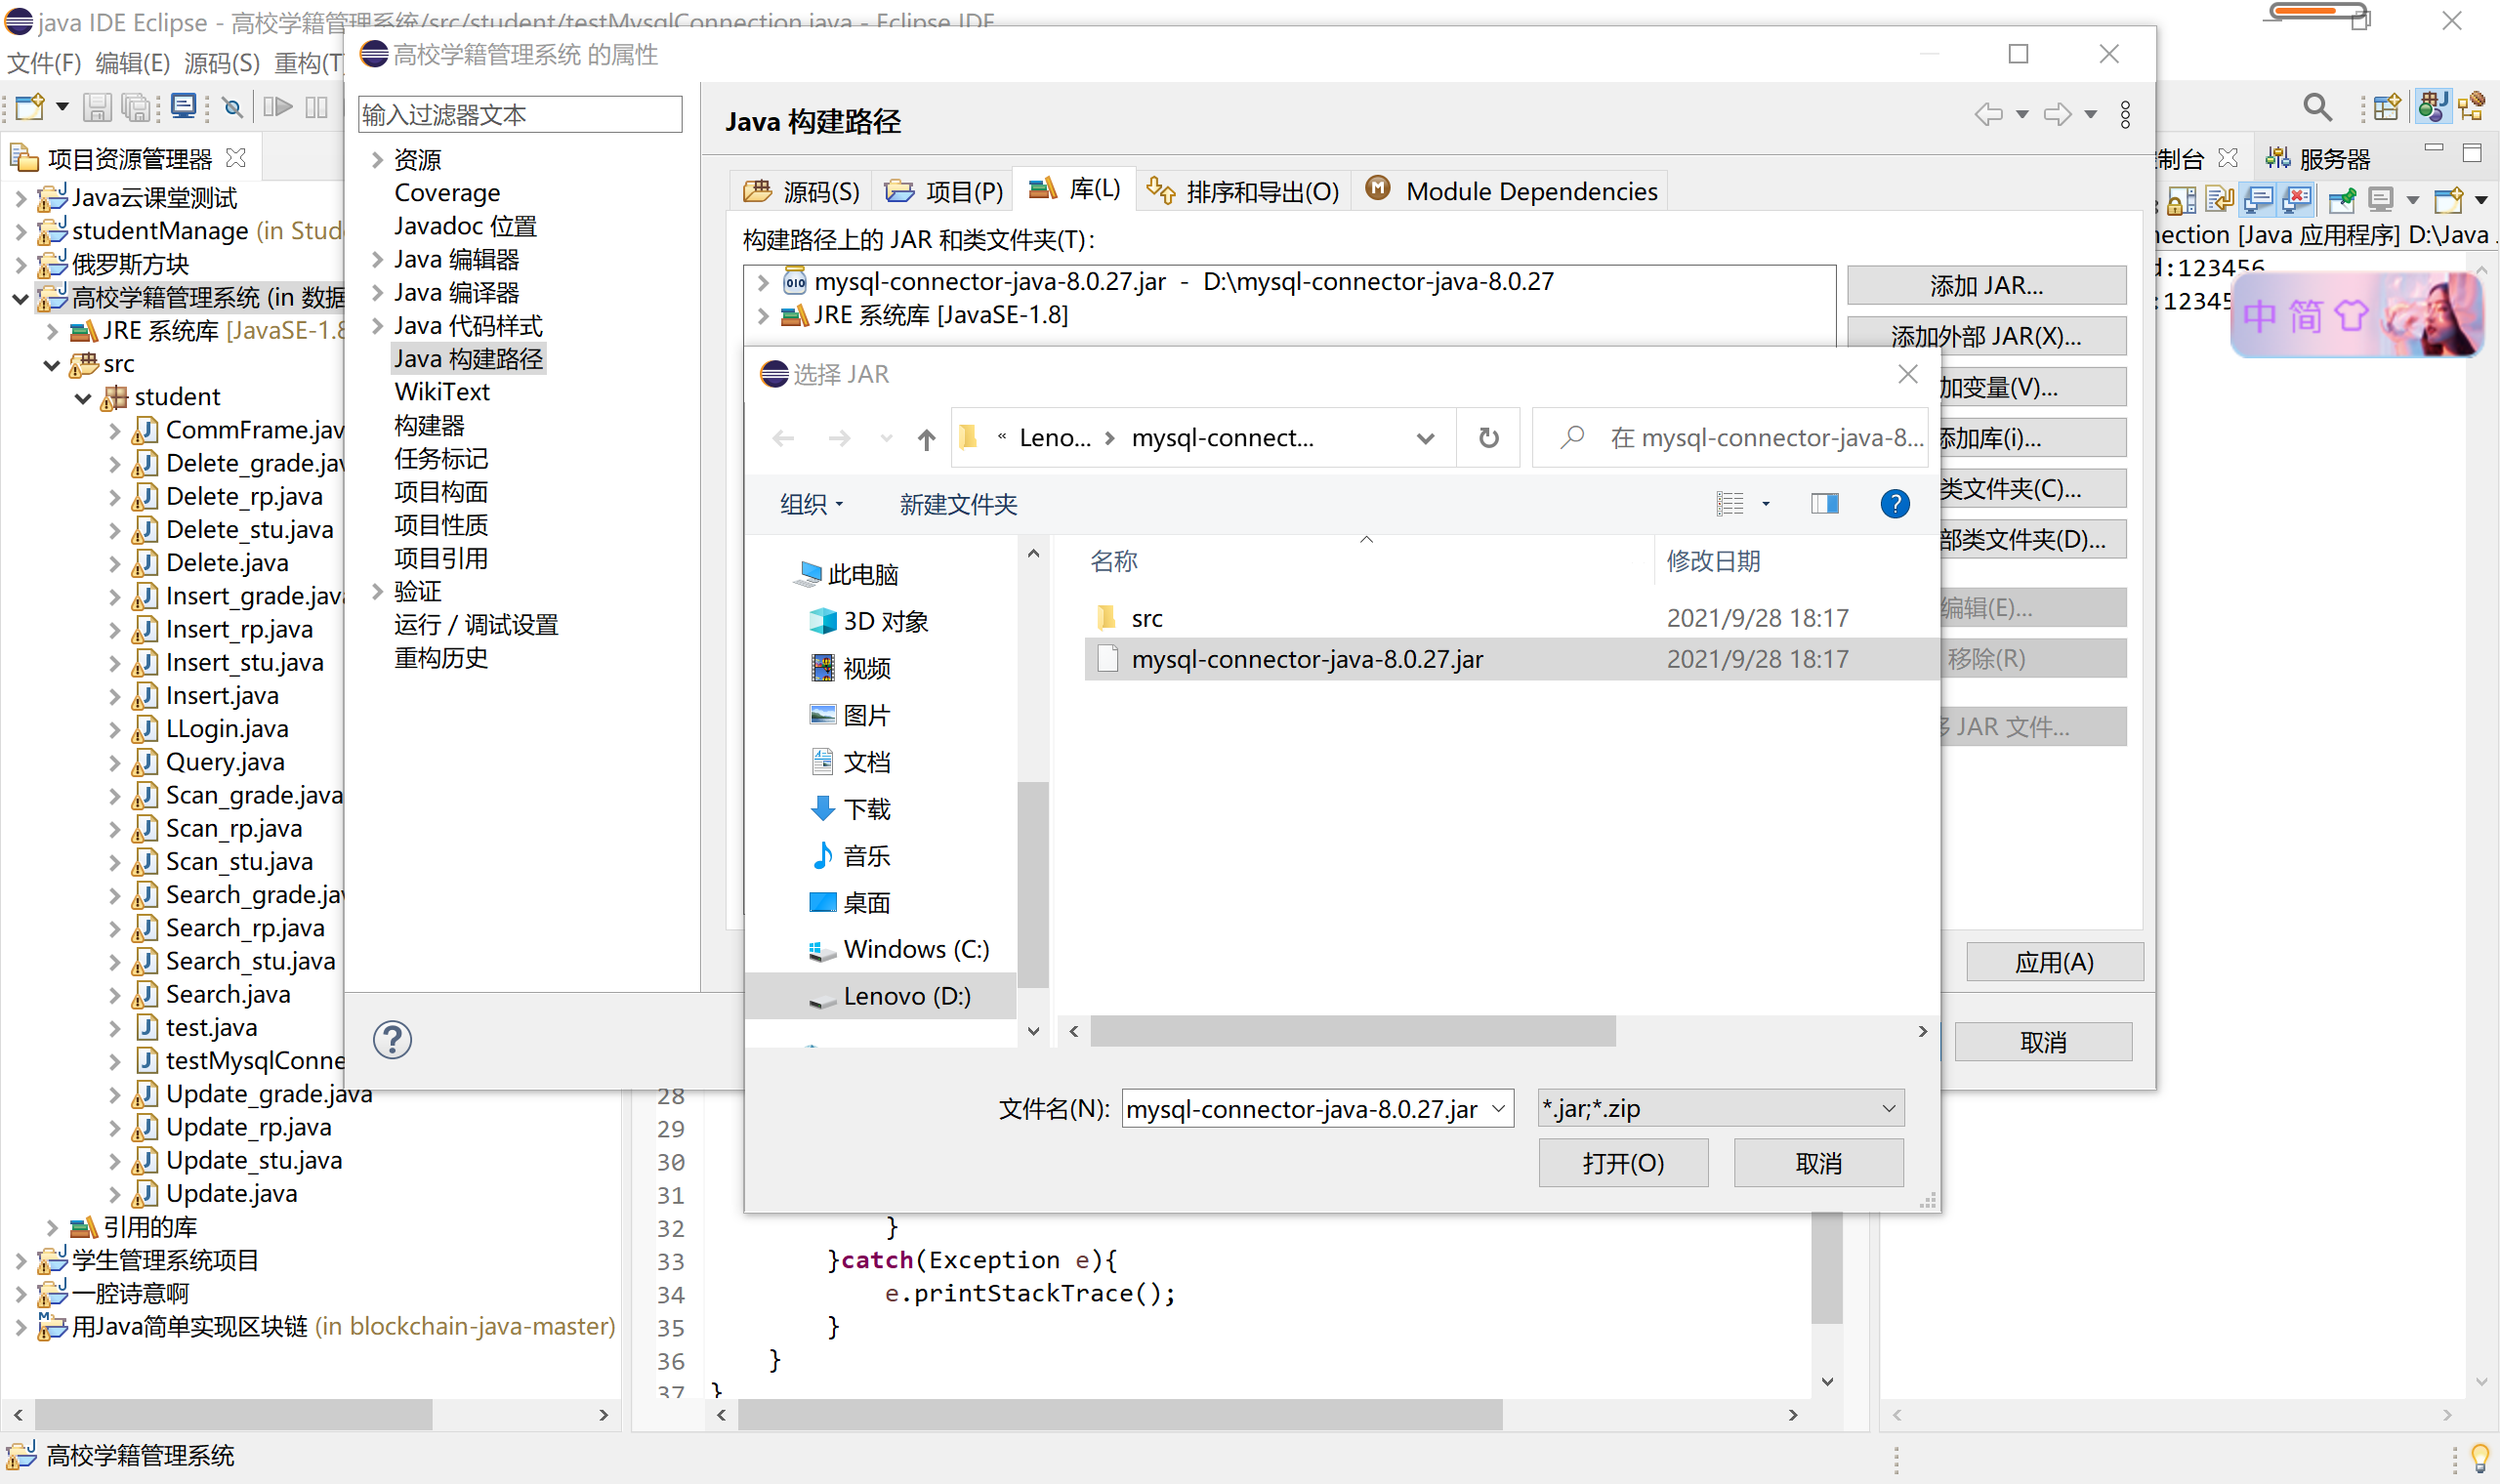 java IDE Eclipse - 高校学籍管理系统/src/student/testMysqlConnection.java - Eclipse IDE
文件(F) 编辑(E) 源码(S) 重构(T
高校学籍管理系统 的属性
输入过滤器文本
Java 构建路径
项目资源管理器
Java云课堂测试
studentManage (in Stud
俄罗斯方块
高校学籍管理系统 (in 数据
JRE 系统库 [JavaSE-1.8
src
student
CommFrame.jav
Delete_grade.jav
Delete_rp.java
Delete_stu.java
Delete.java
Insert_grade.java
Insert_rp.java
Insert_stu.java
Insert.java
LLogin.java
Query.java
Scan_grade.java
Scan_rp.java
Scan_stu.java
Search_grade.jav
Search_rp.java
Search_stu.java
Search.java
test.java
testMysqlConne
Update_grade.java
Update_rp.java
Update_stu.java
Update.java
引用的库
学生管理系统项目
一腔诗意啊
用Java简单实现区块链 (in blockchain-java-master)
高校学籍管理系统
资源
Coverage
Javadoc 位置
Java 编辑器
Java 编译器
Java 代码样式
Java 构建路径
WikiText
构建器
任务标记
项目构面
项目性质
项目引用
验证
运行 / 调试设置
重构历史
源码(S) 项目(P) 库(L) 排序和导出(O) Module Dependencies
构建路径上的 JAR 和类文件夹(T):
mysql-connector-java-8.0.27.jar - D:\mysql-connector-java-8.0.27
JRE 系统库 [JavaSE-1.8]
添加 JAR...
添加外部 JAR(X)...
加变量(V)...
添加库(i)...
类文件夹(C)...
部类文件夹(D)...
编辑(E)...
移除(R)
JAR 文件...
应用(A)
取消
选择 JAR
« Leno... › mysql-connect...
在 mysql-connector-java-8...
组织 新建文件夹
此电脑
3D 对象
视频
图片
文档
下载
音乐
桌面
Windows (C:)
Lenovo (D:)
名称 修改日期
src 2021/9/28 18:17
mysql-connector-java-8.0.27.jar 2021/9/28 18:17
文件名(N): mysql-connector-java-8.0.27.jar *.jar;*.zip
打开(O) 取消
制台 服务器
nection [Java 应用程序] D:\Java
d:123456
:12345
中 简
28
29
30
31
32 }
33 }catch(Exception e){
34 e.printStackTrace();
35 }
36 }
37 }